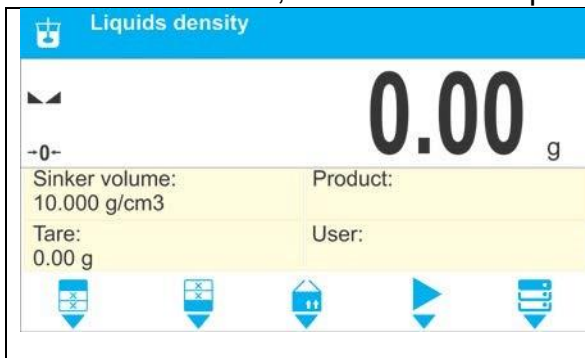 Liquids density
0.00 g
→0←
Sinker volume:
10.000 g/cm3
Product:
Tare:
0.00 g
User: